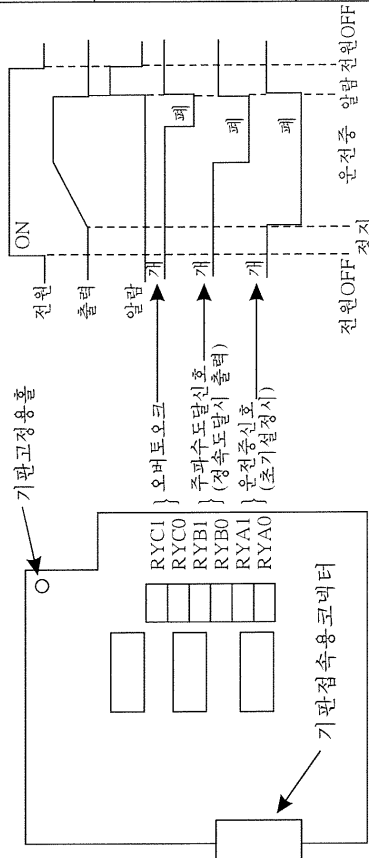 기판고정용홀
RYC1
RYC0
RYB1
RYB0
RYA1
RYA0
오버토오크
주파수도달신호
(정속도달시 출력)
운전중신호
(초기설정시)
기판접속용코넥터
전원
ON
출력
알람
개
폐
개
폐
개
폐
전원OFF
정지
운전중
알람
전원OFF